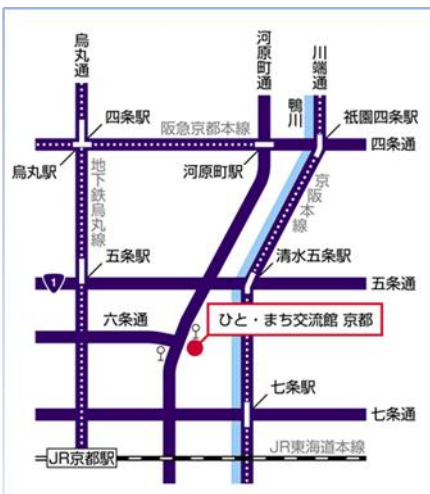 烏丸通
河原町通
川端通
鴨川
四条駅
阪急京都本線
祇園四条駅
四条通
烏丸駅
河原町駅
地下鉄烏丸線
京阪本線
五条駅
清水五条駅
1
五条通
六条通
ひと・まち交流館 京都
七条駅
七条通
JR京都駅
JR東海道本線